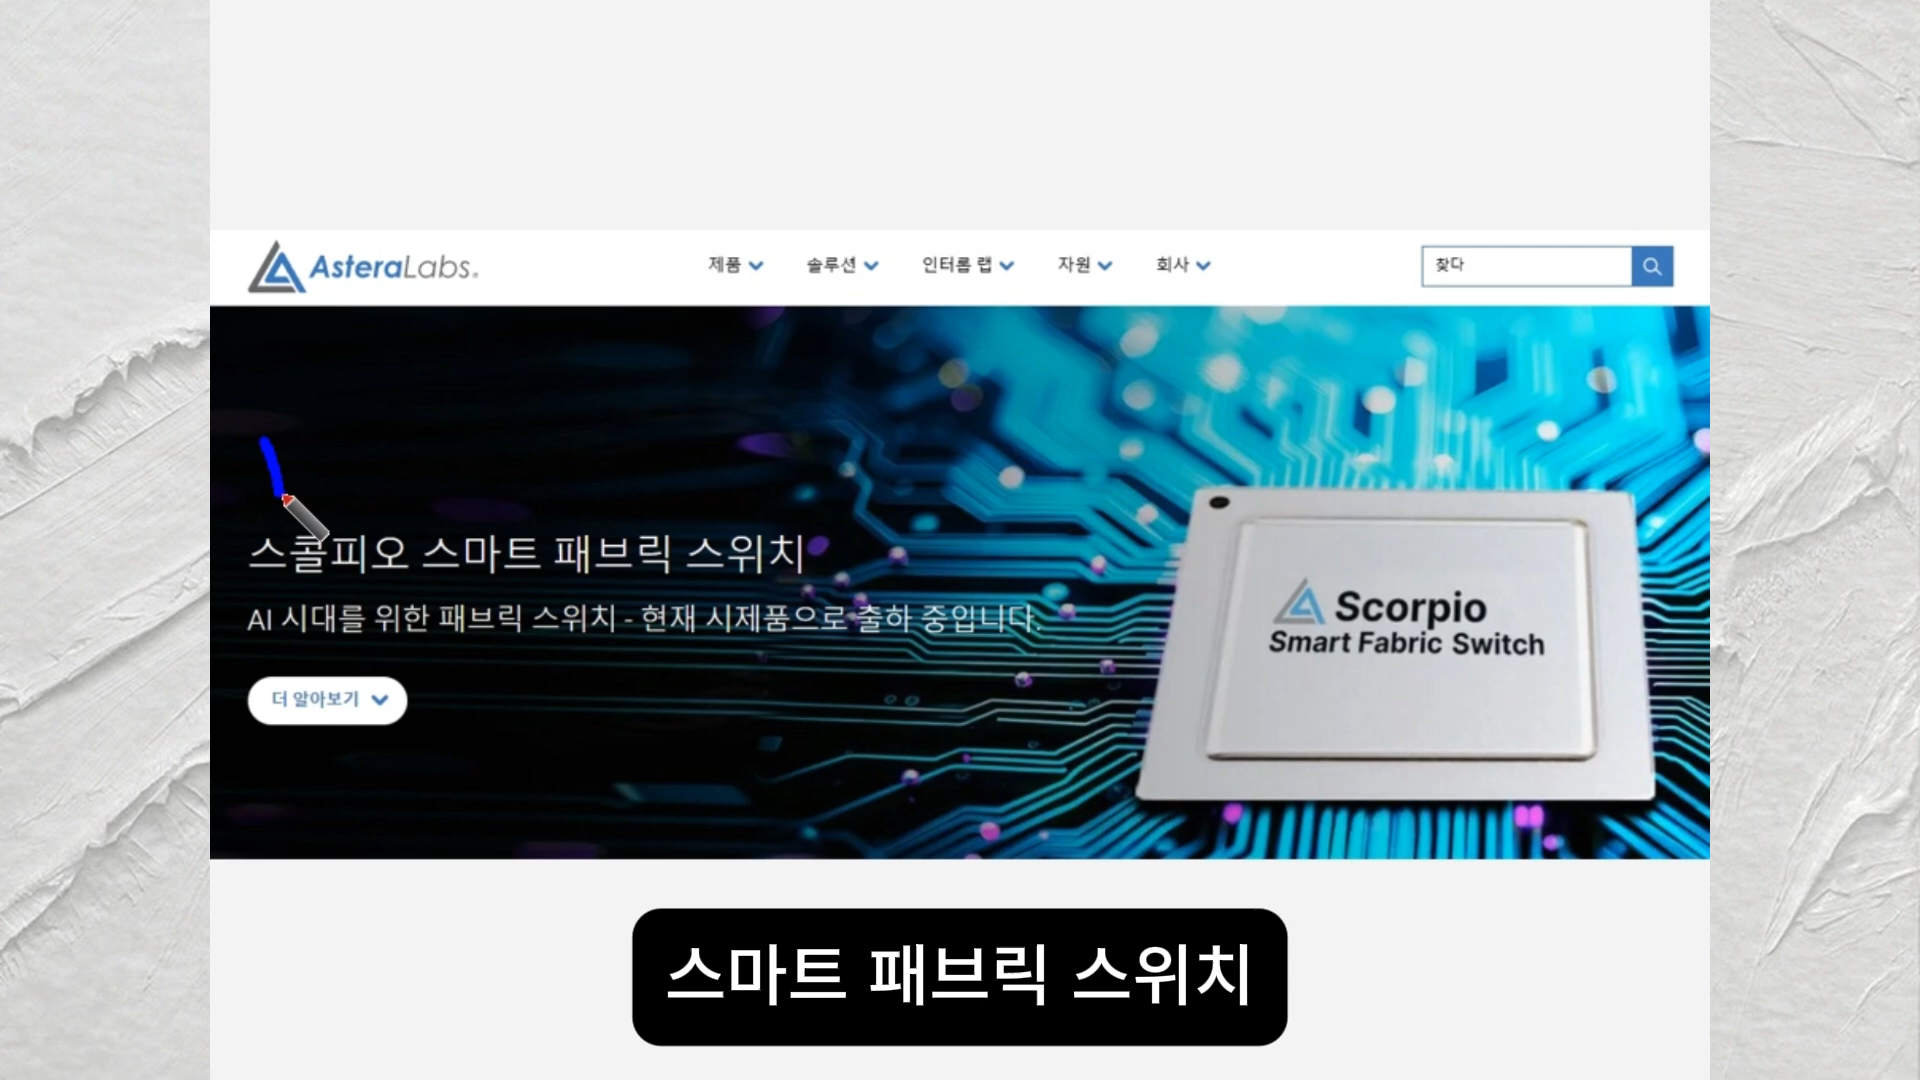 AsteraLabs.
제품
솔루션
인터롭 랩
자원
회사
찾다
스콜피오 스마트 패브릭 스위치
AI 시대를 위한 패브릭 스위치 - 현재 시제품으로 출하 중입니다.
더 알아보기
Scorpio
Smart Fabric Switch
스마트 패브릭 스위치